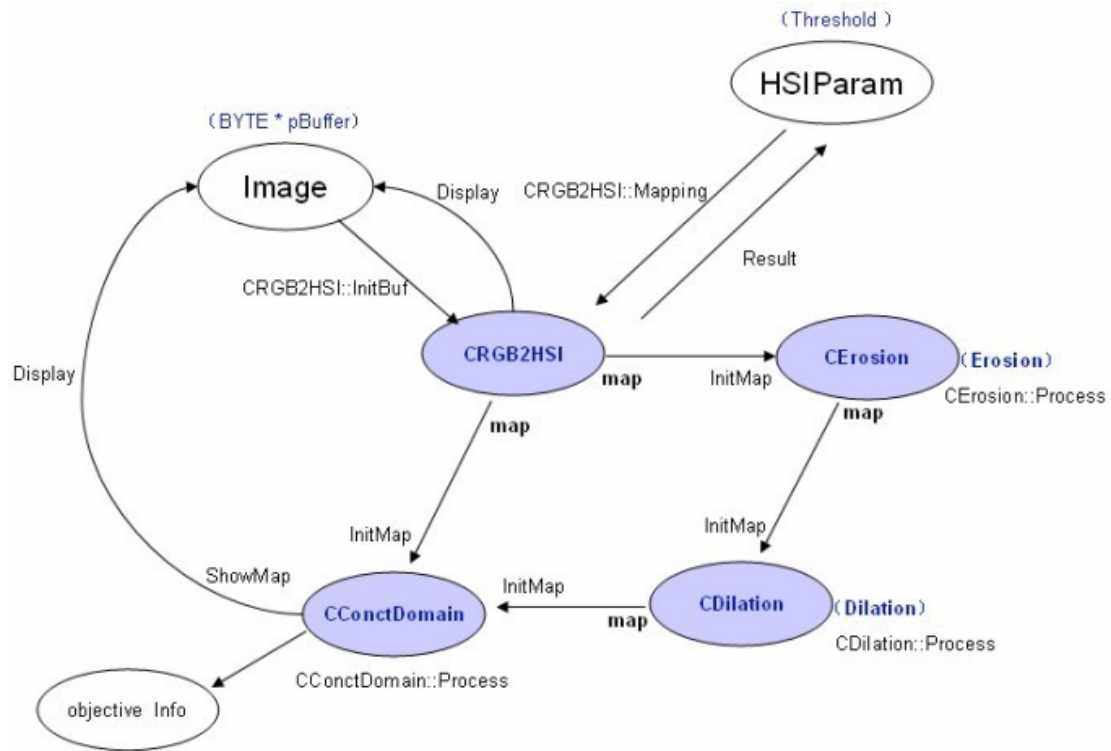 (Threshold )
HSIParam
(BYTE * pBuffer)
Image
Display
CRGB2HSI::Mapping
Result
CRGB2HSI::InitBuf
CRGB2HSI
map
InitMap
CErosion
(Erosion)
CErosion::Process
map
map
Display
InitMap
InitMap
ShowMap
InitMap
CConctDomain
CConctDomain::Process
map
CDilation
(Dilation)
CDilation::Process
objective Info